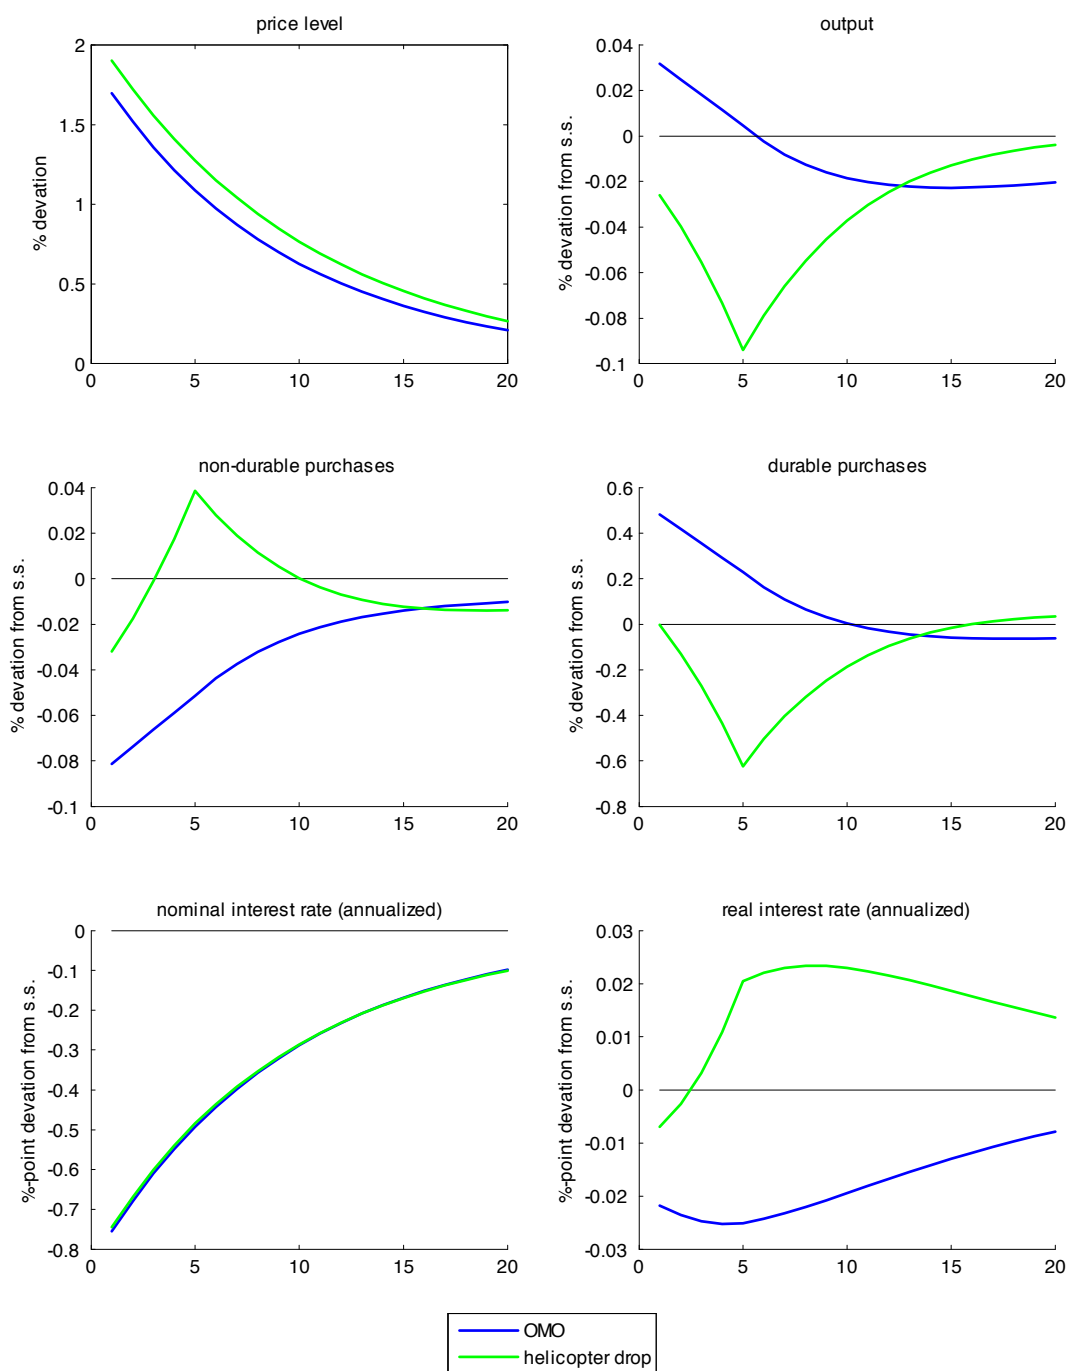 price level
% devation
2
1.5
1
0.5
0
0 5 10 15 20
output
% devation from s.s.
0.04
0.02
0
-0.02
-0.04
-0.06
-0.08
-0.1
0 5 10 15 20
non-durable purchases
% devation from s.s.
0.04
0.02
0
-0.02
-0.04
-0.06
-0.08
-0.1
0 5 10 15 20
durable purchases
% devation from s.s.
0.6
0.4
0.2
0
-0.2
-0.4
-0.6
-0.8
0 5 10 15 20
nominal interest rate (annualized)
%-point devation from s.s.
0
-0.1
-0.2
-0.3
-0.4
-0.5
-0.6
-0.7
-0.8
0 5 10 15 20
real interest rate (annualized)
%-point devation from s.s.
0.03
0.02
0.01
0
-0.01
-0.02
-0.03
0 5 10 15 20
OMO
helicopter drop